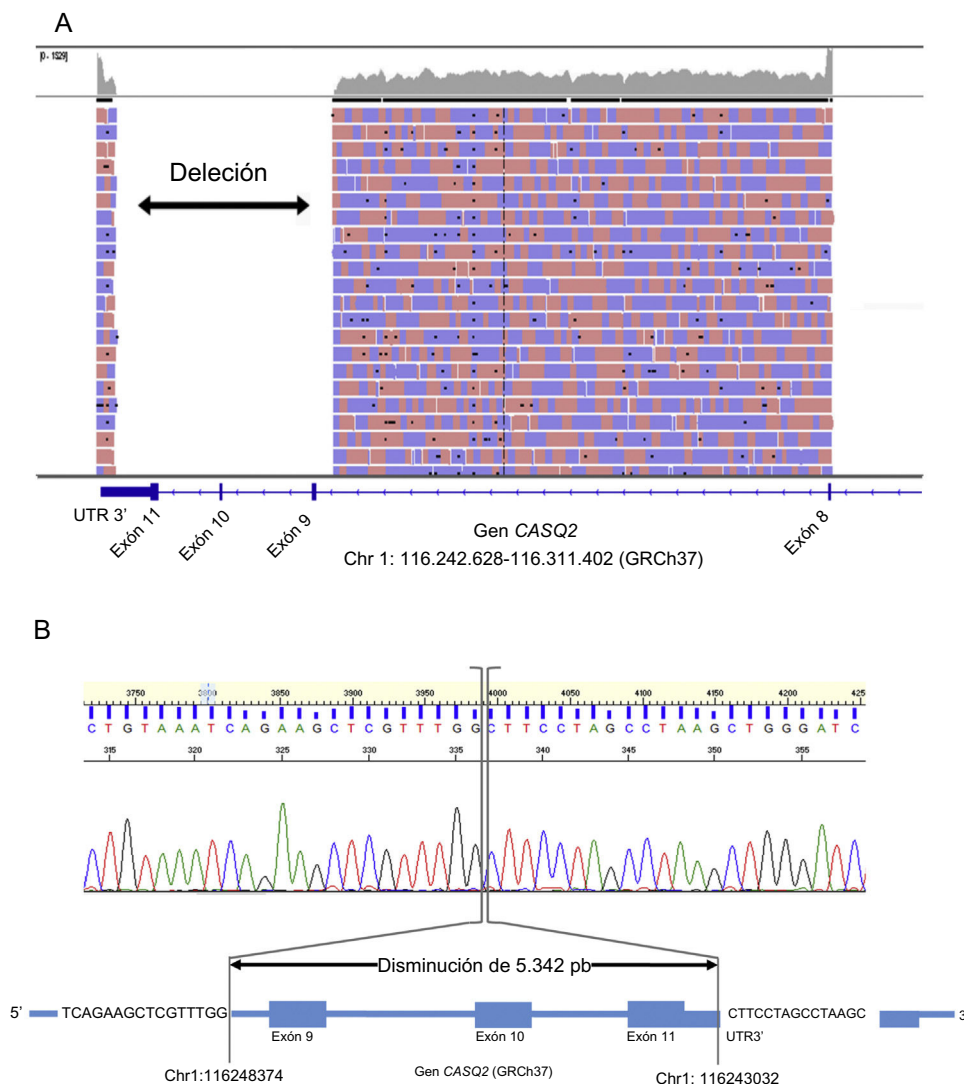 A
[0 - 1529]
Deleción
UTR 3'
Exón 11
Exón 10
Exón 9
Exón 8
Gen CASQ2
Chr 1: 116.242.628-116.311.402 (GRCh37)
B
3750 3800 3850 3900 3950 4000 4050 4100 4150 4200 425
CTGTAAATCAGAAGCTCGTTTGGCTTCCTAGCCTAAGCTGGGATC
315 320 325 330 335 340 345 350 355
Disminución de 5.342 pb
5' TCAGAAGCTCGTTTGG CTTCCTAGCCTAAGC 3'
Exón 9 Exón 10 Exón 11 UTR3'
Chr1:116248374 Gen CASQ2 (GRCh37) Chr1: 116243032